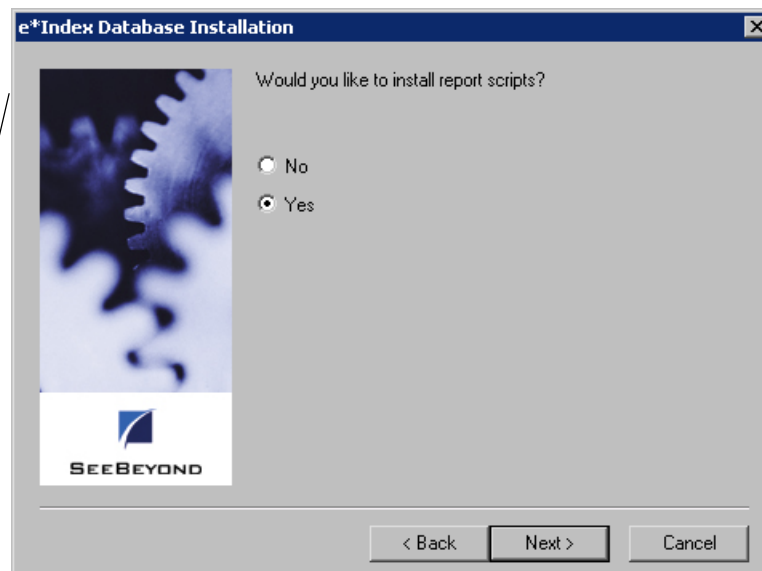 e*Index Database Installation
Would you like to install report scripts?
No
Yes
SEEBEYOND
< Back
Next >
Cancel